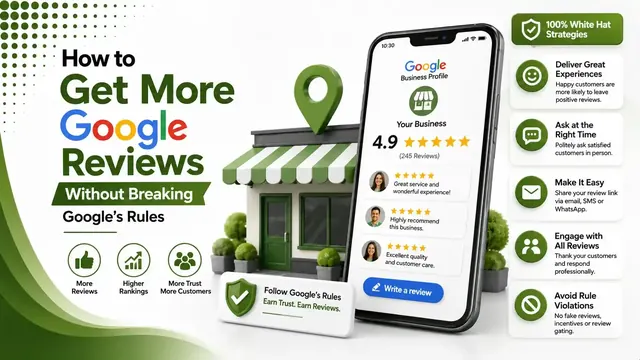 How to
Get More
Google
Reviews
Without Breaking
Google's Rules
More
Reviews
Higher
Rankings
More Trust
More Customers
Follow Google's Rules
Earn Trust. Earn Reviews.
10:30
Google
Business Profile
Your Business
4.9
(245 Reviews)
Great service and
wonderful experience!
Highly recommend
this business.
Excellent quality
and customer care.
Write a review
100% White Hat
Strategies
Deliver Great
Experiences
Happy customers are
more likely to leave
positive reviews.
Ask at the
Right Time
Politely ask satisfied
customers in person.
Make It Easy
Share your review link
via email, SMS or
WhatsApp.
Engage with
All Reviews
Thank your customers
and respond
professionally.
Avoid Rule
Violations
No fake reviews,
incentives or review
gating.